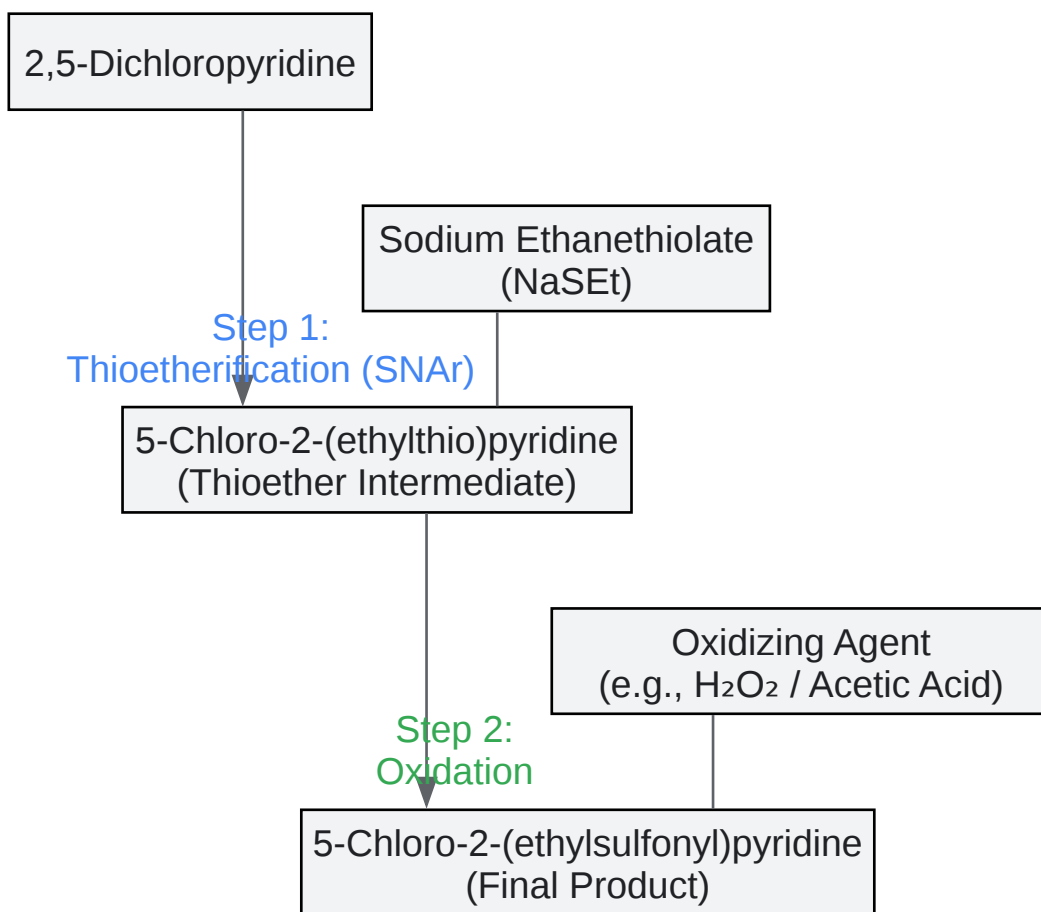 2,5-Dichloropyridine
Sodium Ethanethiolate
(NaSEt)
Step 1:
Thioetherification (SNAr)
5-Chloro-2-(ethylthio)pyridine
(Thioether Intermediate)
Oxidizing Agent
(e.g., H₂O₂ / Acetic Acid)
Step 2:
Oxidation
5-Chloro-2-(ethylsulfonyl)pyridine
(Final Product)